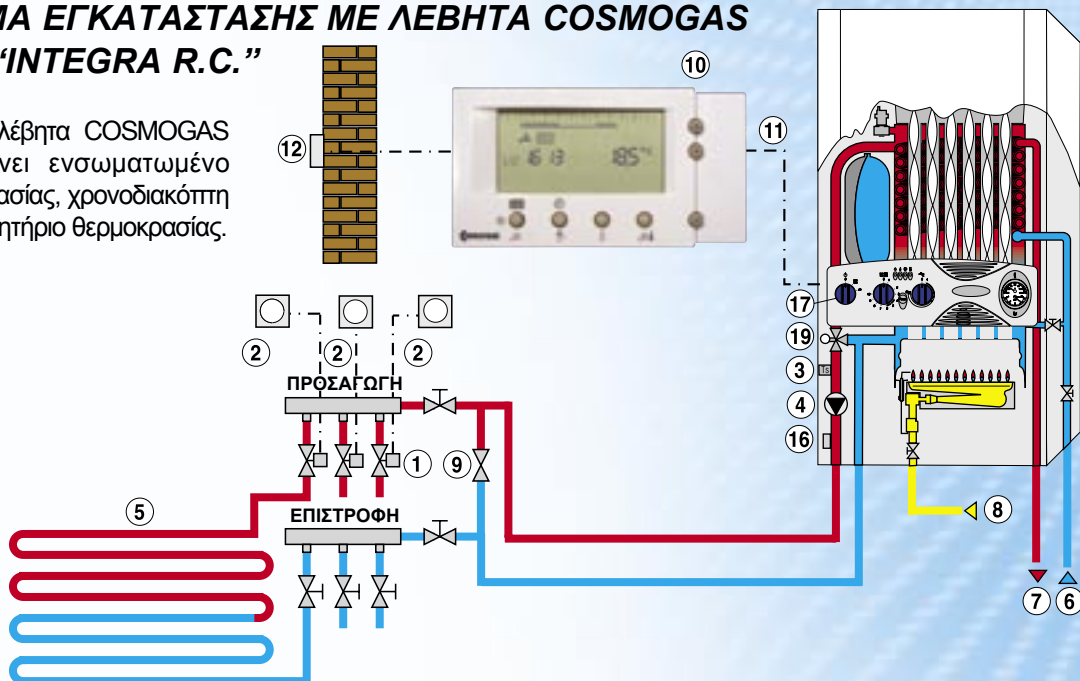 ΜΑ ΕΓΚΑΤΑΣΤΑΣΗΣ ΜΕ ΛΕΒΗΤΑ COSMOGAS
“INTEGRA R.C.”
λέβητα COSMOGAS
νει ενσωματωμένο
ασίας, χρονοδιακόπτη
ητήριο θερμοκρασίας.
10
11
12
16 13
18.5 °C
17
19
Ts
3
4
16
2
2
2
ΠΡΟΣΑΓΩΓΗ
1
9
5
ΕΠΙΣΤΡΟΦΗ
8
7
6